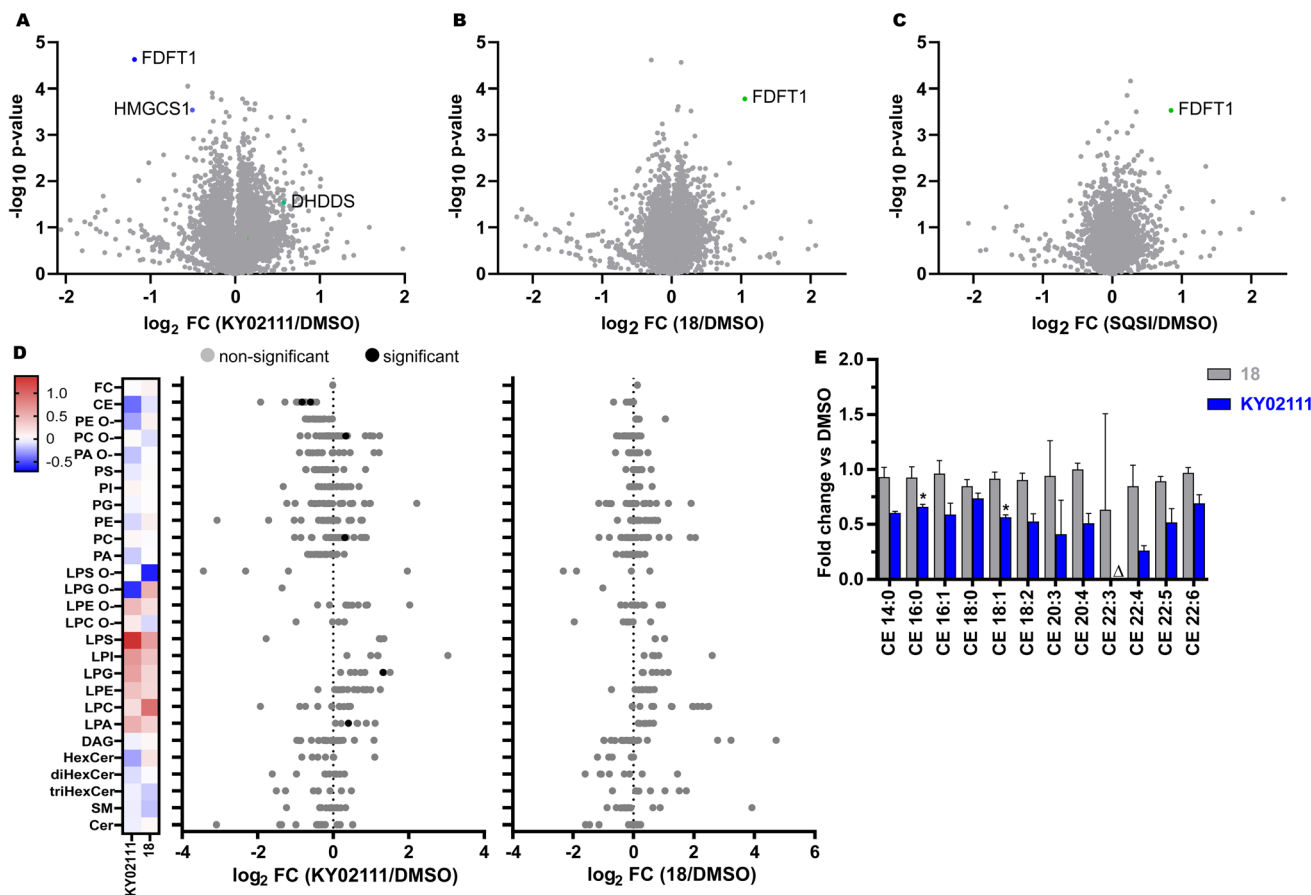 A
5
4
3
2
1
0
-log10 p-value
FDFT1
HMGCS1
DHDDS
-2 -1 0 1 2
log2 FC (KY02111/DMSO)
B
5
4
3
2
1
0
-log10 p-value
FDFT1
-2 -1 0 1 2
log2 FC (18/DMSO)
C
5
4
3
2
1
0
-log10 p-value
FDFT1
-2 -1 0 1 2
log2 FC (SQSI/DMSO)
D
non-significant significant
1.0
0.5
0
-0.5
FC
CE
PE O-
PC O-
PA O-
PS
PI
PG
PE
PC
PA
LPS O-
LPG O-
LPE O-
LPC O-
LPS
LPI
LPG
LPE
LPC
LPA
DAG
HexCer
diHexCer
triHexCer
SM
Cer
KY02111
18
-4 -2 0 2 4
log2 FC (KY02111/DMSO)
-4 -2 0 2 4 6
log2 FC (18/DMSO)
E
2.0
1.5
1.0
0.5
0.0
Fold change vs DMSO
18
KY02111
* * Δ
CE 14:0
CE 16:0
CE 16:1
CE 18:0
CE 18:1
CE 18:2
CE 20:3
CE 20:4
CE 22:3
CE 22:4
CE 22:5
CE 22:6